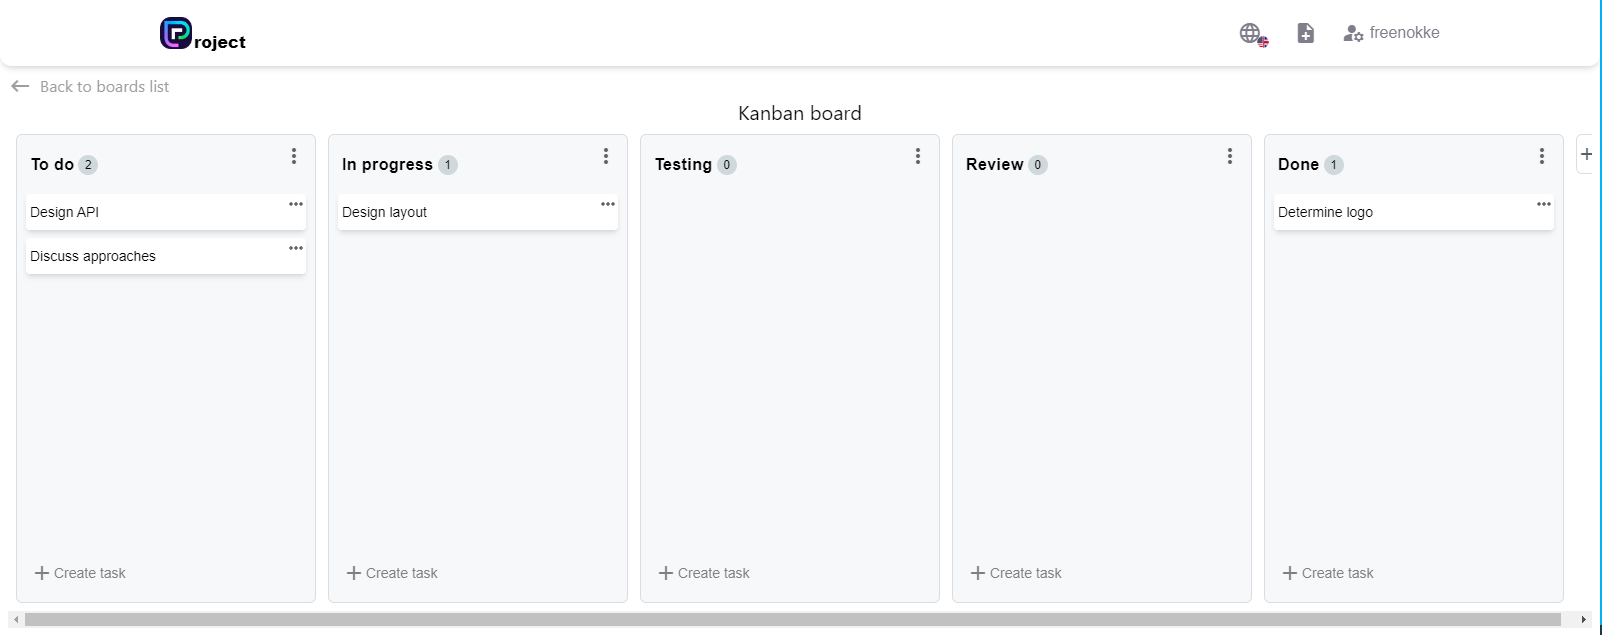 Project
freenokke
Back to boards list
Kanban board
To do 2
Design API
Discuss approaches
Create task
In progress 1
Design layout
Create task
Testing 0
Create task
Review 0
Create task
Done 1
Determine logo
Create task